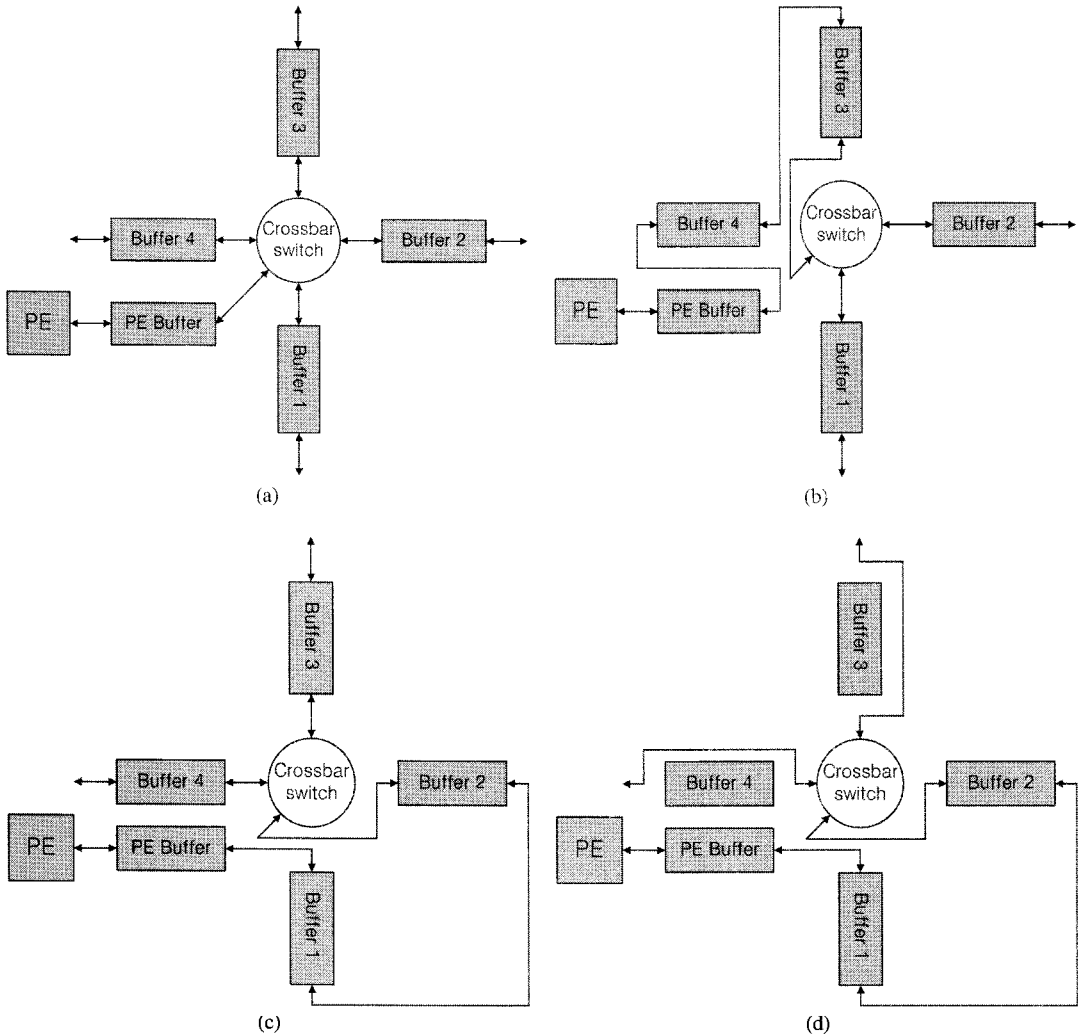 Buffer 3
Crossbar
switch
Buffer 4
Buffer 2
PE
PE Buffer
Buffer 1
(a)
Buffer 3
Buffer 4
Crossbar
switch
Buffer 2
PE
PE Buffer
Buffer 1
(b)
Buffer 3
Crossbar
switch
Buffer 4
Buffer 2
PE
PE Buffer
Buffer 1
(c)
Buffer 3
Crossbar
switch
Buffer 4
Buffer 2
PE
PE Buffer
Buffer 1
(d)